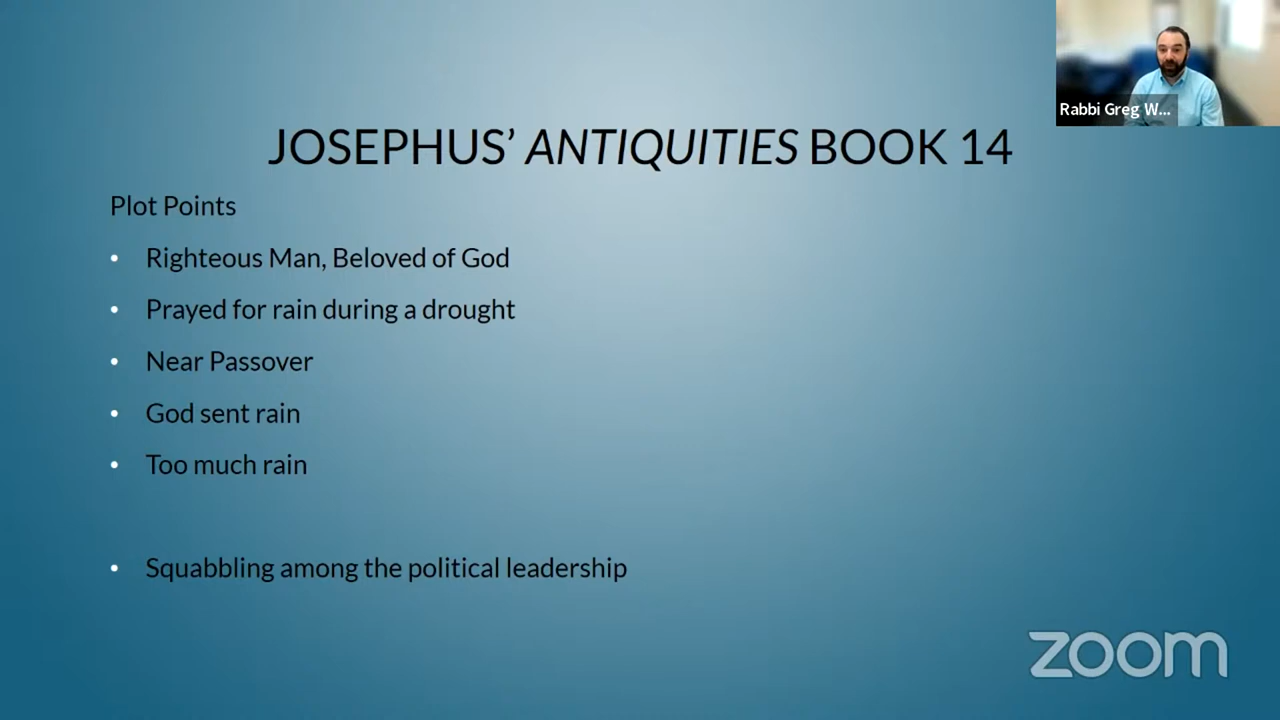 Rabbi Greg W...
JOSEPHUS’ ANTIQUITIES BOOK 14
Plot Points
• Righteous Man, Beloved of God
• Prayed for rain during a drought
• Near Passover
• God sent rain
• Too much rain
• Squabbling among the political leadership
zoom